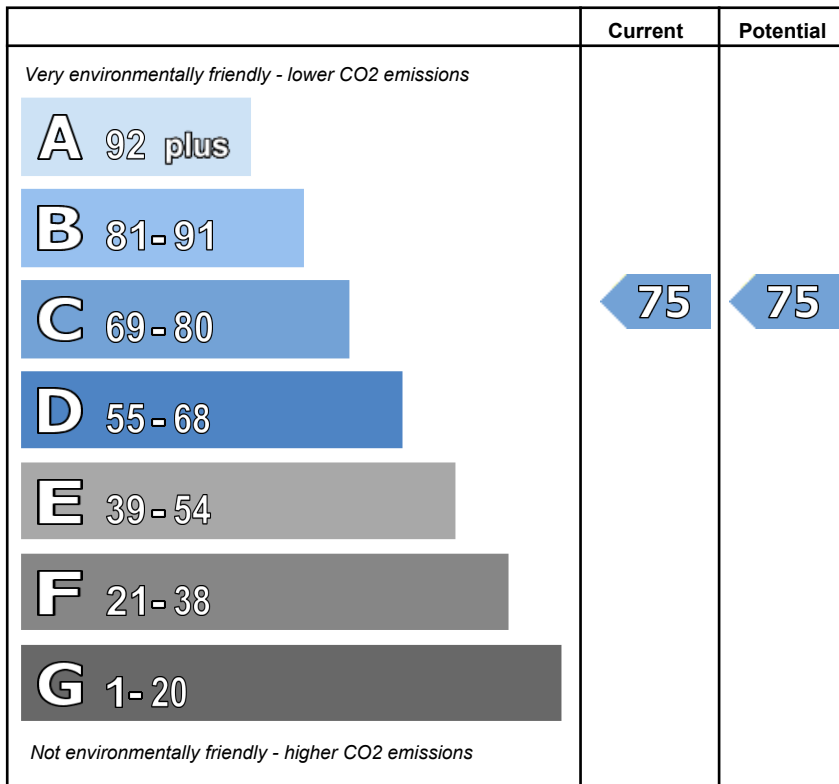 Current Potential
Very environmentally friendly - lower CO2 emissions
A 92 plus
B 81-91
C 69-80 75 75
D 55-68
E 39-54
F 21-38
G 1-20
Not environmentally friendly - higher CO2 emissions